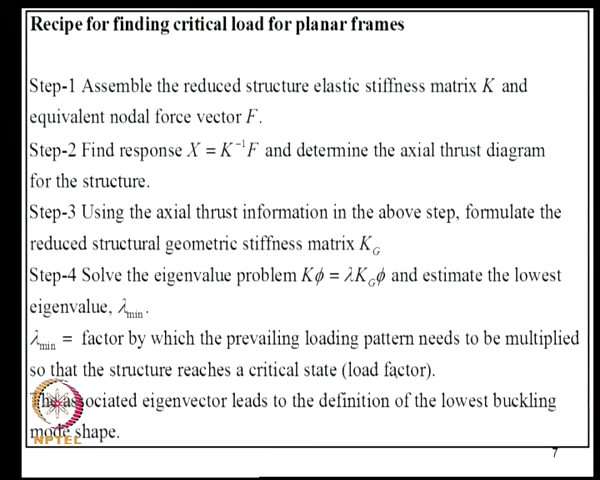 Recipe for finding critical load for planar frames
Step-1 Assemble the reduced structure elastic stiffness matrix K and
equivalent nodal force vector F.
Step-2 Find response X = K⁻¹F and determine the axial thrust diagram
for the structure.
Step-3 Using the axial thrust information in the above step, formulate the
reduced structural geometric stiffness matrix K_G
Step-4 Solve the eigenvalue problem Kϕ = λK_Gϕ and estimate the lowest
eigenvalue, λ_min.
λ_min = factor by which the prevailing loading pattern needs to be multiplied
so that the structure reaches a critical state (load factor).
The associated eigenvector leads to the definition of the lowest buckling
mode shape.
NPTEL
7